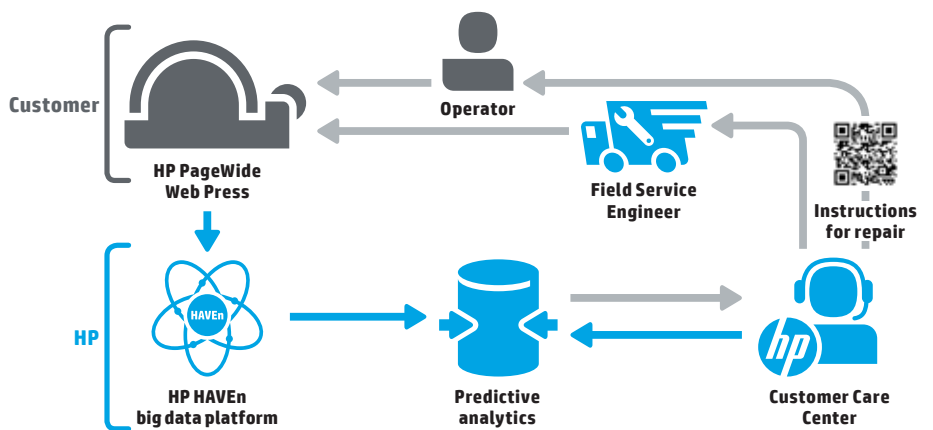 Customer
HP PageWide
Web Press
Operator
Field Service
Engineer
Instructions
for repair
HP
HAVEn
HP HAVEn
big data platform
Predictive
analytics
hp
Customer Care
Center